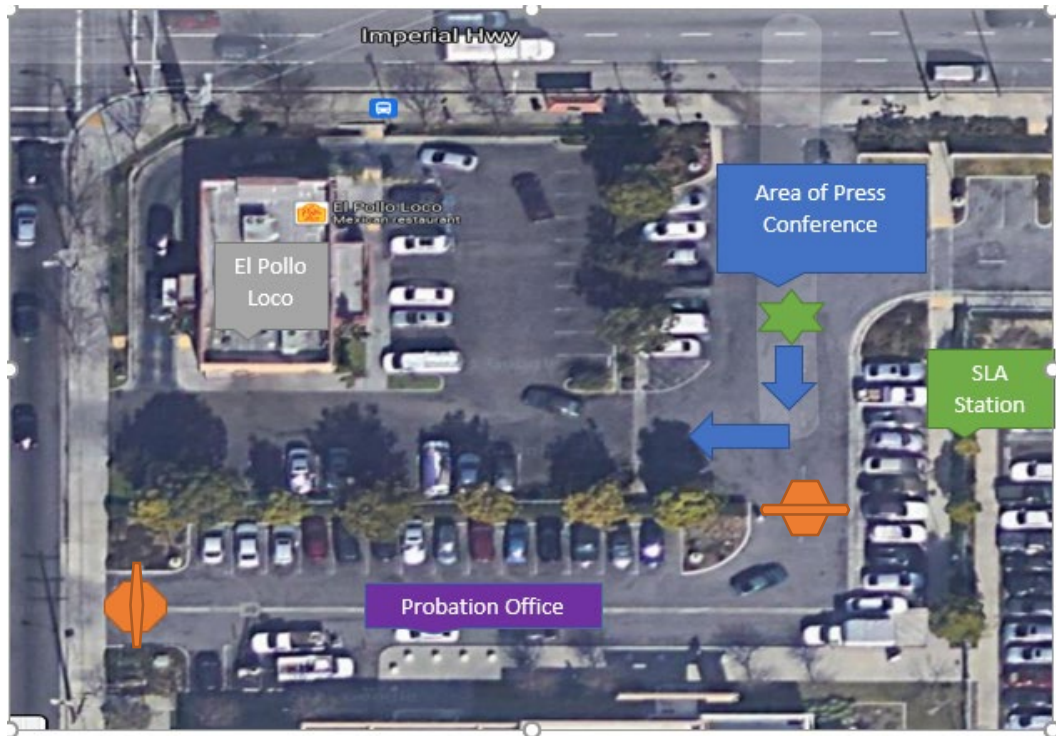 Imperial Hwy
Area of Press
Conference
El Pollo Loco
Mexican restaurant
El Pollo
Loco
SLA
Station
Probation Office